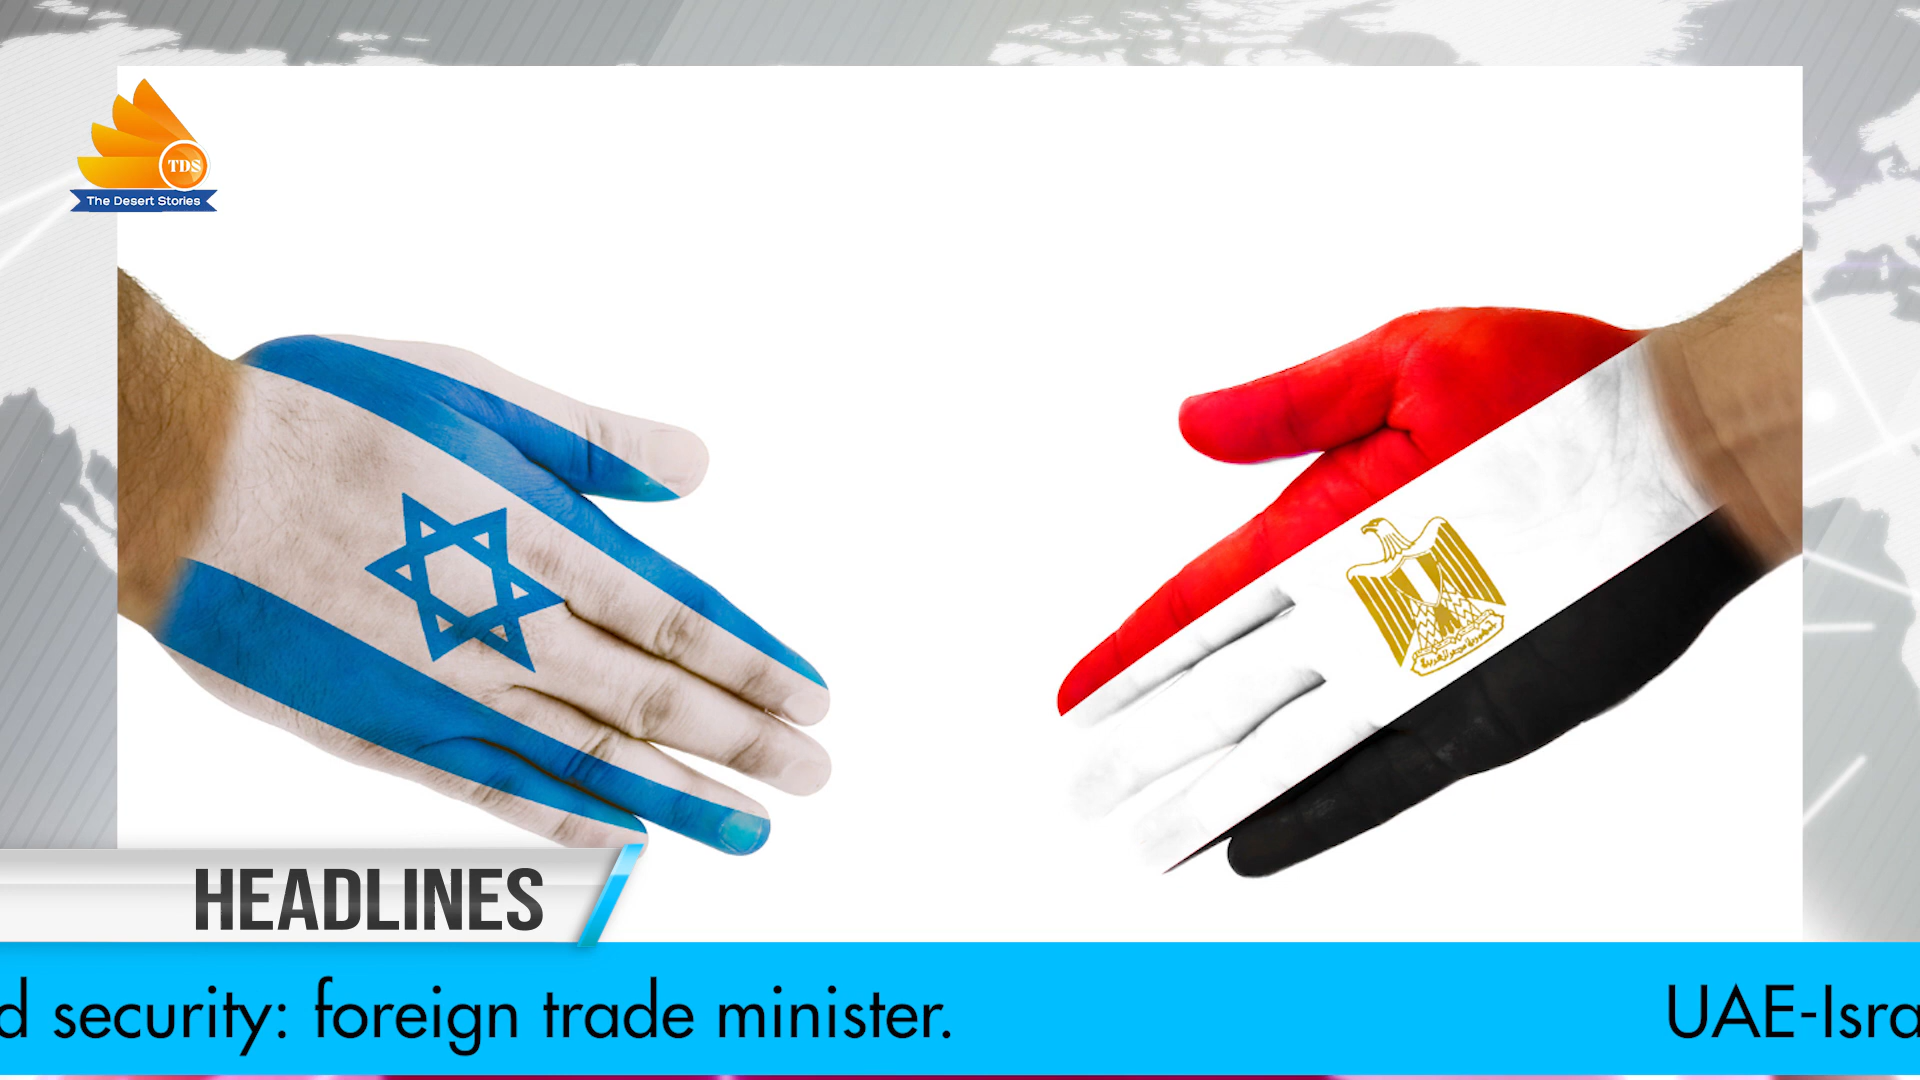 TDS
The Desert Stories
HEADLINES
d security: foreign trade minister. UAE-Isra